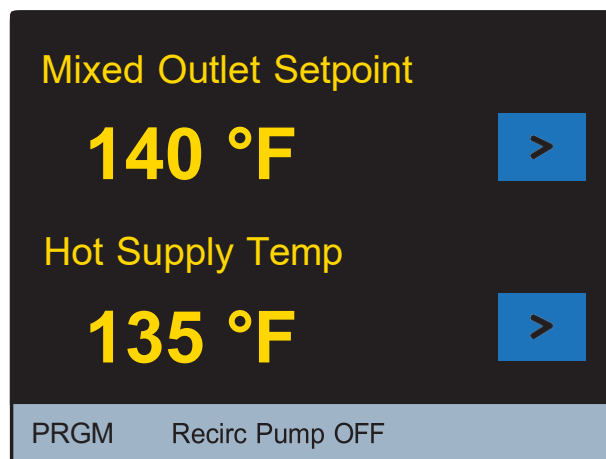 Mixed Outlet Setpoint
140 °F
>
Hot Supply Temp
135 °F
>
PRGM Recirc Pump OFF